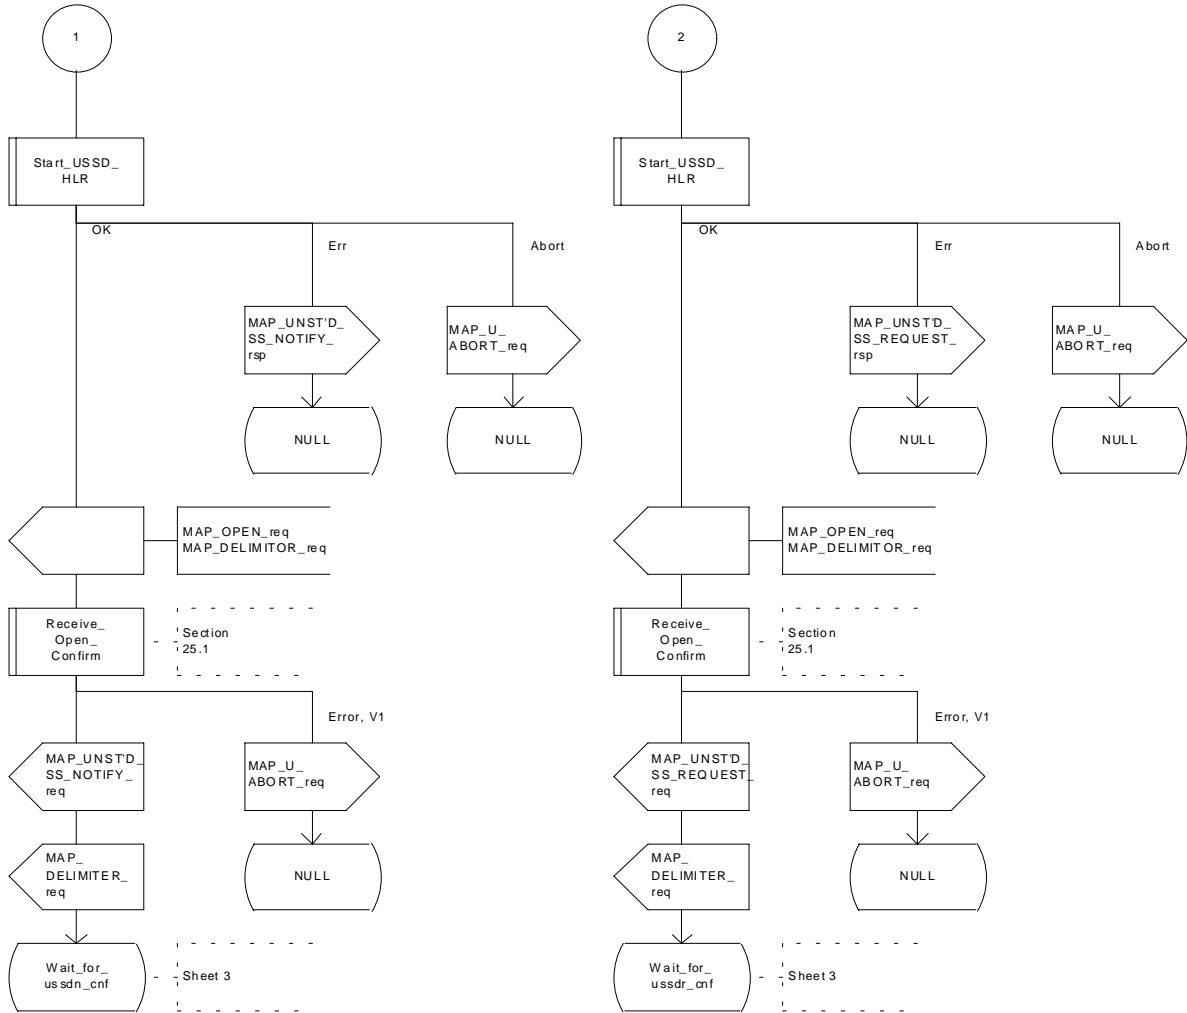 1
Start_USSD_
HLR
OK
Err
Abort
MAP_UNST'D_
SS_NOTIFY_
rsp
MAP_U_
ABORT_req
NULL
NULL
MAP_OPEN_req
MAP_DELIMITOR_req
Receive_
Open_
Confirm
Section
25.1
Error, V1
MAP_UNST'D_
SS_NOTIFY_
req
MAP_U_
ABORT_req
MAP_
DELIMITER_
req
NULL
Wait_for_
ussdn_cnf
Sheet 3
2
Start_USSD_
HLR
OK
Err
Abort
MAP_UNST'D_
SS_REQUEST_
rsp
MAP_U_
ABORT_req
NULL
NULL
MAP_OPEN_req
MAP_DELIMITOR_req
Receive_
Open_
Confirm
Section
25.1
Error, V1
MAP_UNST'D_
SS_REQUEST_
req
MAP_U_
ABORT_req
MAP_
DELIMITER_
req
NULL
Wait_for_
ussdr_cnf
Sheet 3